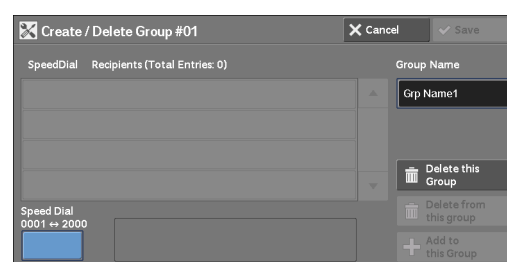 Create / Delete Group #01
Cancel
Save
SpeedDial Recipients (Total Entries: 0)
Group Name
Grp Name1
Delete this
Group
Speed Dial
0001 ↔ 2000
Delete from
this group
Add to
this Group